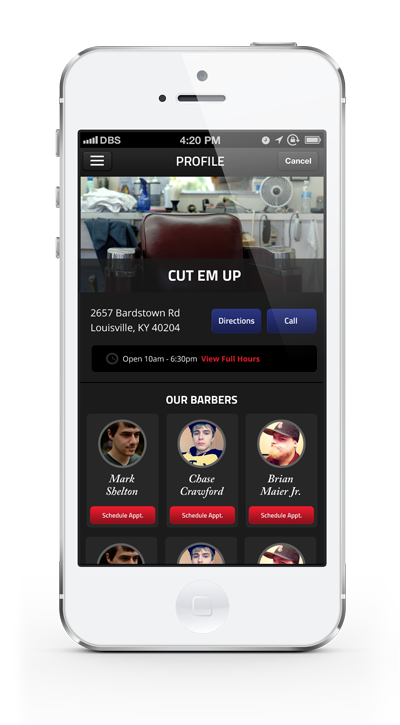 DBS 4:20 PM
PROFILE Cancel
CUT EM UP
2657 Bardstown Rd
Louisville, KY 40204
Directions Call
Open 10am - 6:30pm View Full Hours
OUR BARBERS
Mark Shelton
Chase Crawford
Brian Maier Jr.
Schedule Appt. Schedule Appt. Schedule Appt.